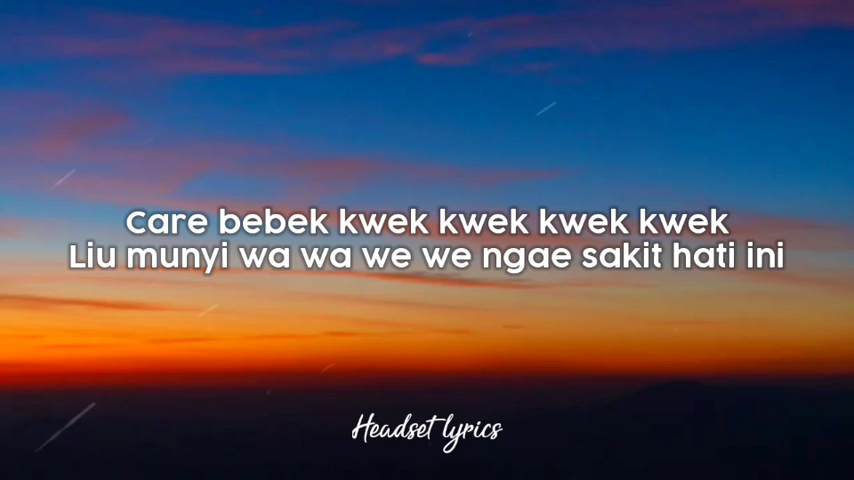 Care bebek kwek kwek kwek kwek
Liu munyi wa wa we we ngae sakit hati ini
Headset lyrics